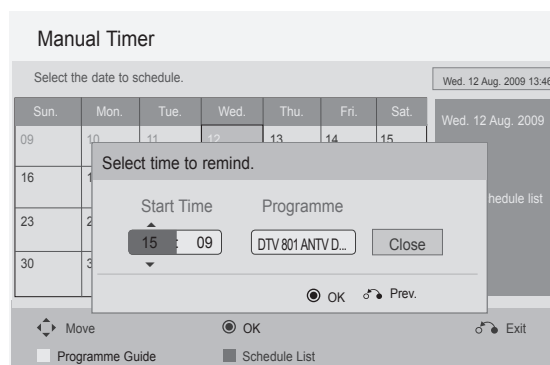 Manual Timer
Select the date to schedule.
Wed. 12 Aug. 2009 13:46
Sun. Mon. Tue. Wed. Thu. Fri. Sat.
Wed. 12 Aug. 2009
09 10 11 12 13 14 15
Select time to remind.
16
hedule list
Start Time Programme
23
15 : 09 DTV 801 ANTV D... Close
30
OK Prev.
Move OK Exit
Programme Guide Schedule List